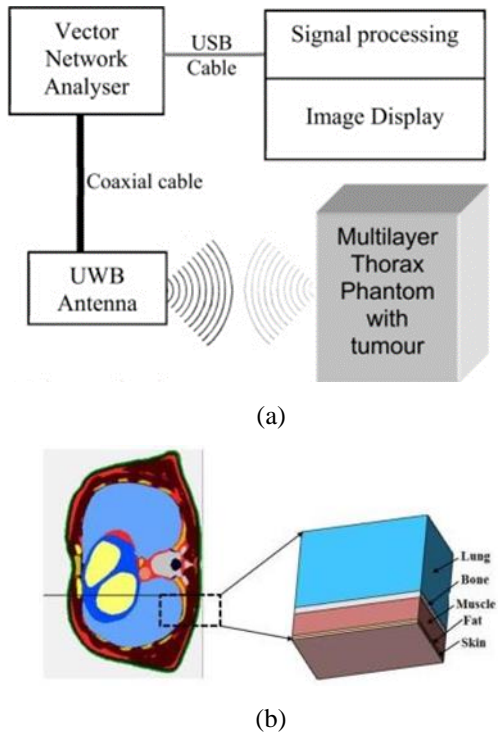 Vector
Network
Analyser
USB
Cable
Signal processing
Image Display
Coaxial cable
UWB
Antenna
Multilayer
Thorax
Phantom
with
tumour
(a)
Lung
Bone
Muscle
Fat
Skin
(b)